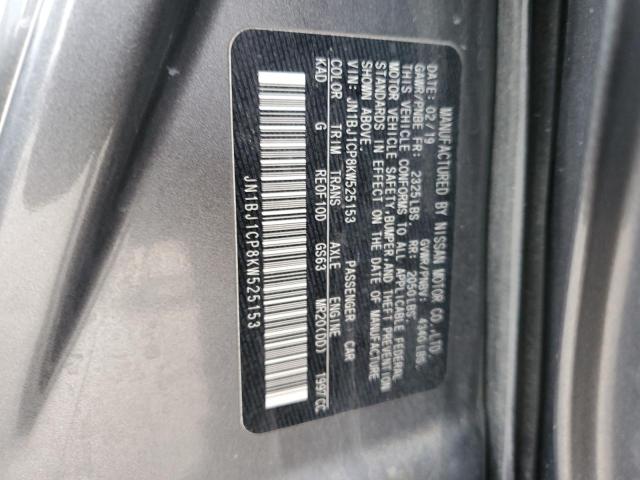 MANUFACTURED BY NISSAN MOTOR CO.,LTD.
DATE: 02/19 GVWR/PNBV: 4340LBS
GAWR/PNBE FR: 2325LBS, RR: 2050LBS,
THIS VEHICLE CONFORMS TO ALL APPLICABLE FEDERAL
MOTOR VEHICLE SAFETY,BUMPER,AND THEFT PREVENTION
STANDARDS IN EFFECT ON THE DATE OF MANUFACTURE
SHOWN ABOVE.
VIN: JN1BJ1CP8KW525153 PASSENGER CAR
COLOR TRIM TRANS AXLE ENGINE
KAD G RE0F10D GS63 MR20(DD) 1997CC
JN1BJ1CP8KW525153